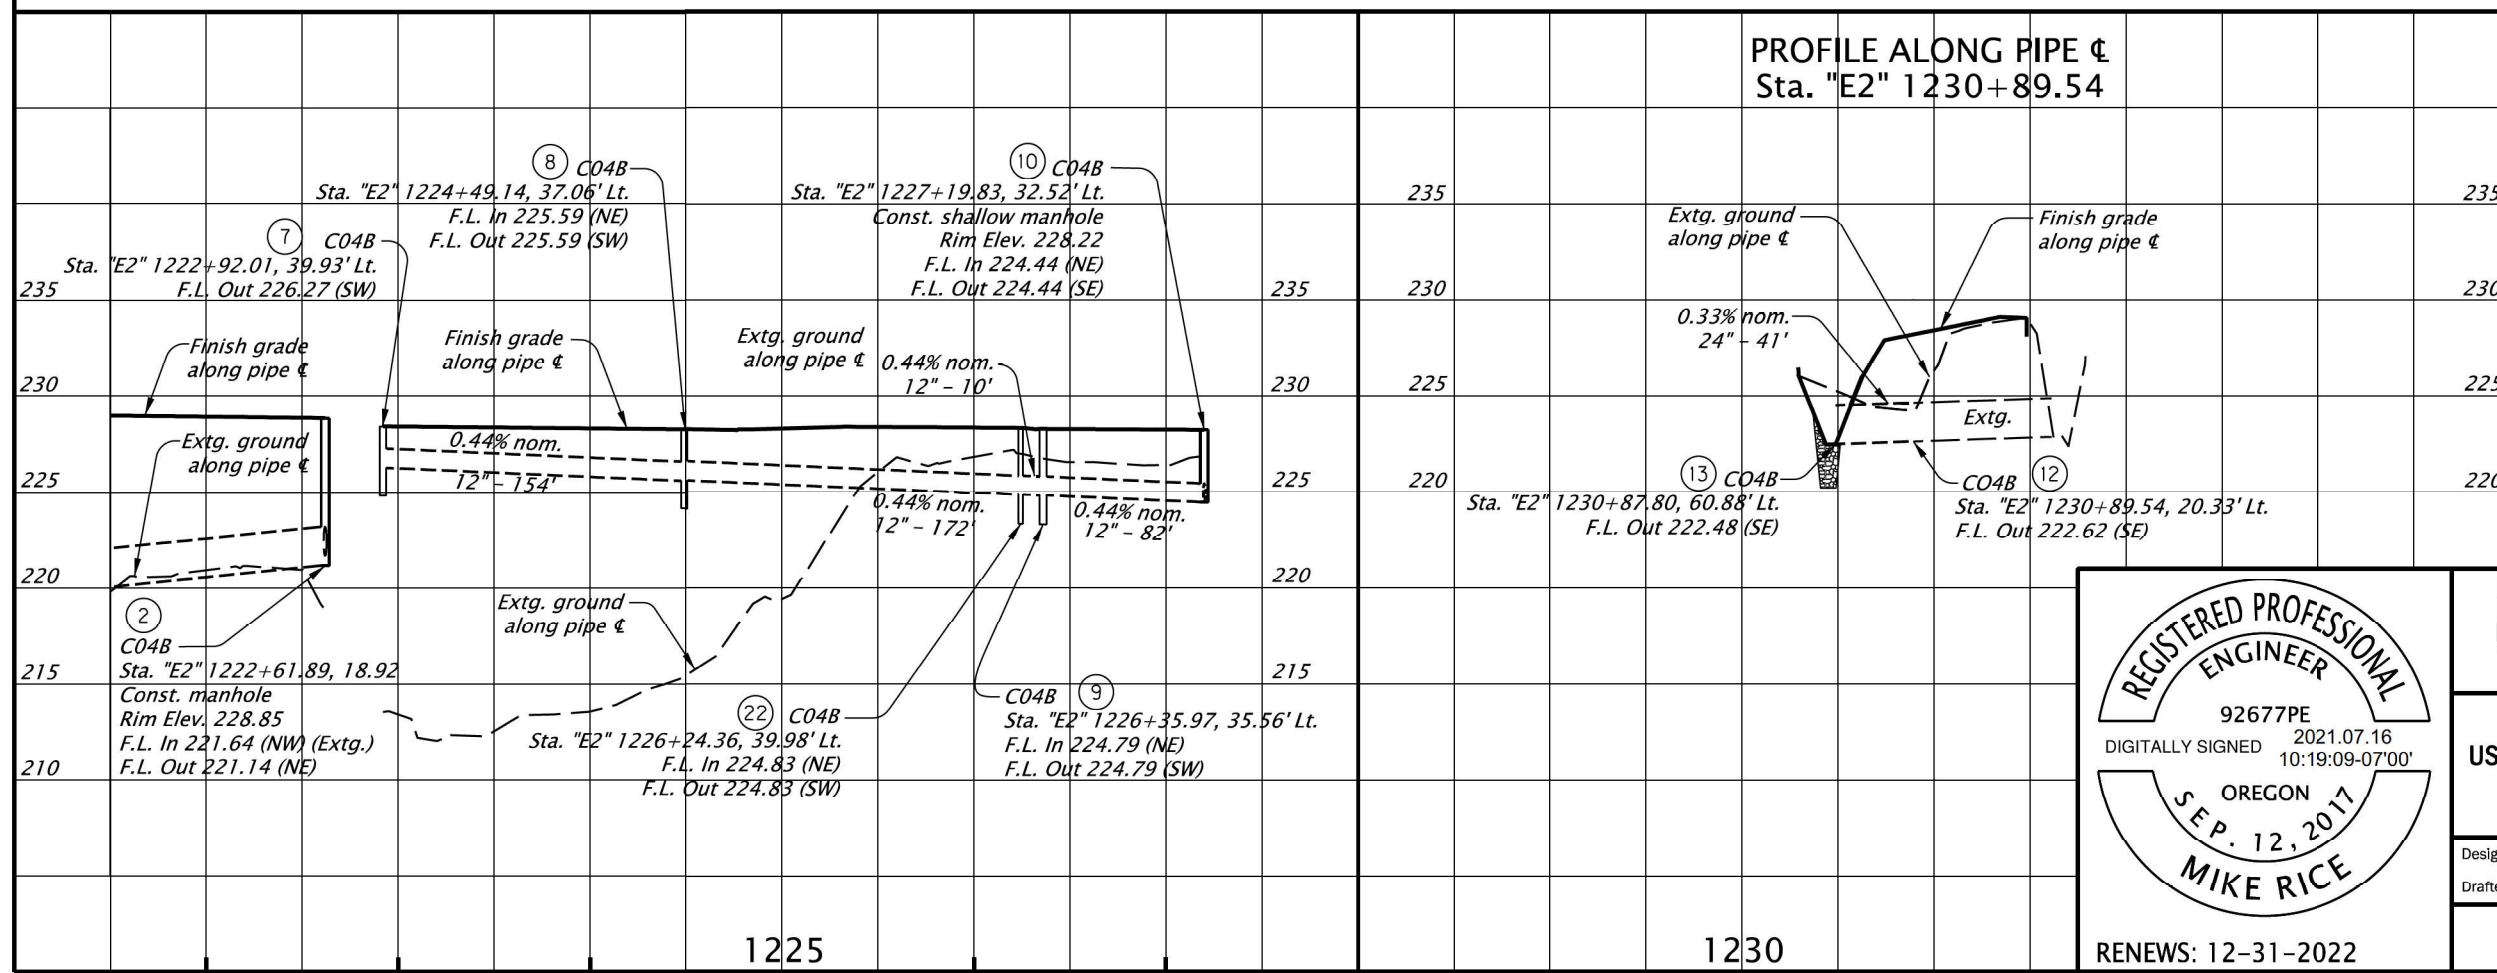 PROFILE ALONG PIPE ℄
Sta. "E2" 1230+89.54
8 C04B
Sta. "E2" 1224+49.14, 37.06' Lt.
F.L. In 225.59 (NE)
F.L. Out 225.59 (SW)
10 C04B
Sta. "E2" 1227+19.83, 32.52' Lt.
Const. shallow manhole
Rim Elev. 228.22
F.L. In 224.44 (NE)
F.L. Out 224.44 (SE)
7 C04B
Sta. "E2" 1222+92.01, 39.93' Lt.
F.L. Out 226.27 (SW)
235
230
225
220
215
210
Finish grade
along pipe ℄
Extg. ground
along pipe ℄
Finish grade
along pipe ℄
Extg. ground
along pipe ℄
0.44% nom.
12" – 10'
0.44% nom.
12" – 154'
0.44% nom.
12" – 172'
0.44% nom.
12" – 82'
Extg. ground
along pipe ℄
2
C04B
Sta. "E2" 1222+61.89, 18.92
Const. manhole
Rim Elev. 228.85
F.L. In 221.64 (NW) (Extg.)
F.L. Out 221.14 (NE)
22 C04B
Sta. "E2" 1226+24.36, 39.98' Lt.
F.L. In 224.83 (NE)
F.L. Out 224.83 (SW)
C04B 9
Sta. "E2" 1226+35.97, 35.56' Lt.
F.L. In 224.79 (NE)
F.L. Out 224.79 (SW)
235
230
225
220
215
1225
235
230
225
220
Extg. ground
along pipe ℄
Finish grade
along pipe ℄
0.33% nom.
24" – 41'
Extg.
13 CO4B
Sta. "E2" 1230+87.80, 60.88' Lt.
F.L. Out 222.48 (SE)
CO4B 12
Sta. "E2" 1230+89.54, 20.33' Lt.
F.L. Out 222.62 (SE)
235
230
225
220
1230
REGISTERED PROFESSIONAL
ENGINEER
92677PE
DIGITALLY SIGNED 2021.07.16
10:19:09-07'00'
OREGON
SEP. 12, 2017
MIKE RICE
RENEWS: 12-31-2022
US
Desig
Drafte